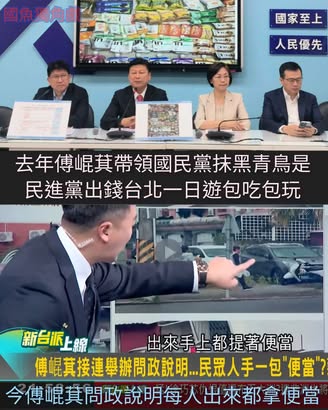 國家至上
人民優先
去年傅崐萁帶領國民黨抹黑青鳥是
民進黨出錢台北一日遊包吃包玩
出來手上都提著便當
新台派上線
傅崐萁接連舉辦問政說明...民眾人手一包"便當"?
今傅崐萁問政說明每人出來都拿便當